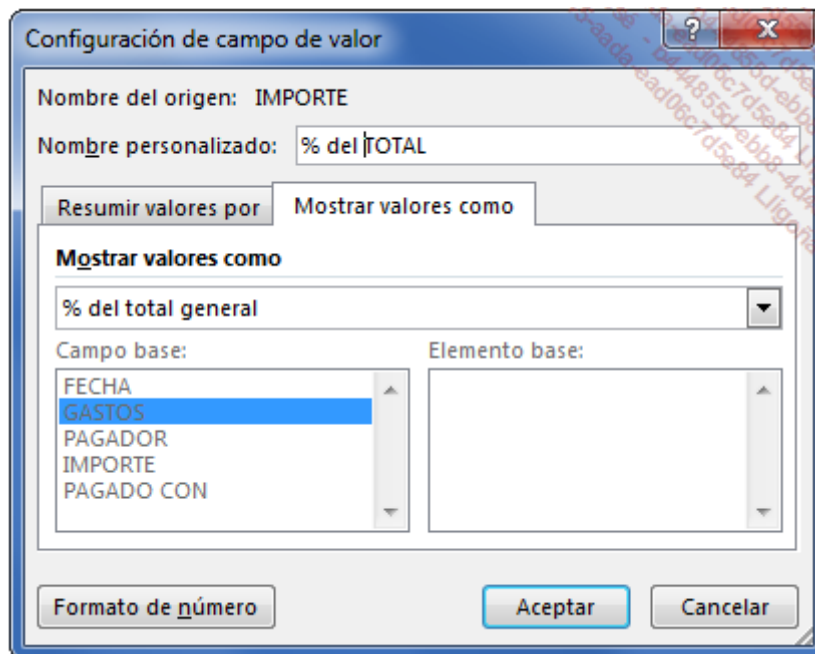 Configuración de campo de valor
Nombre del origen: IMPORTE
Nombre personalizado: % del TOTAL
Resumir valores por Mostrar valores como
Mostrar valores como
% del total general
Campo base: Elemento base:
FECHA
GASTOS
PAGADOR
IMPORTE
PAGADO CON
Formato de número Aceptar Cancelar